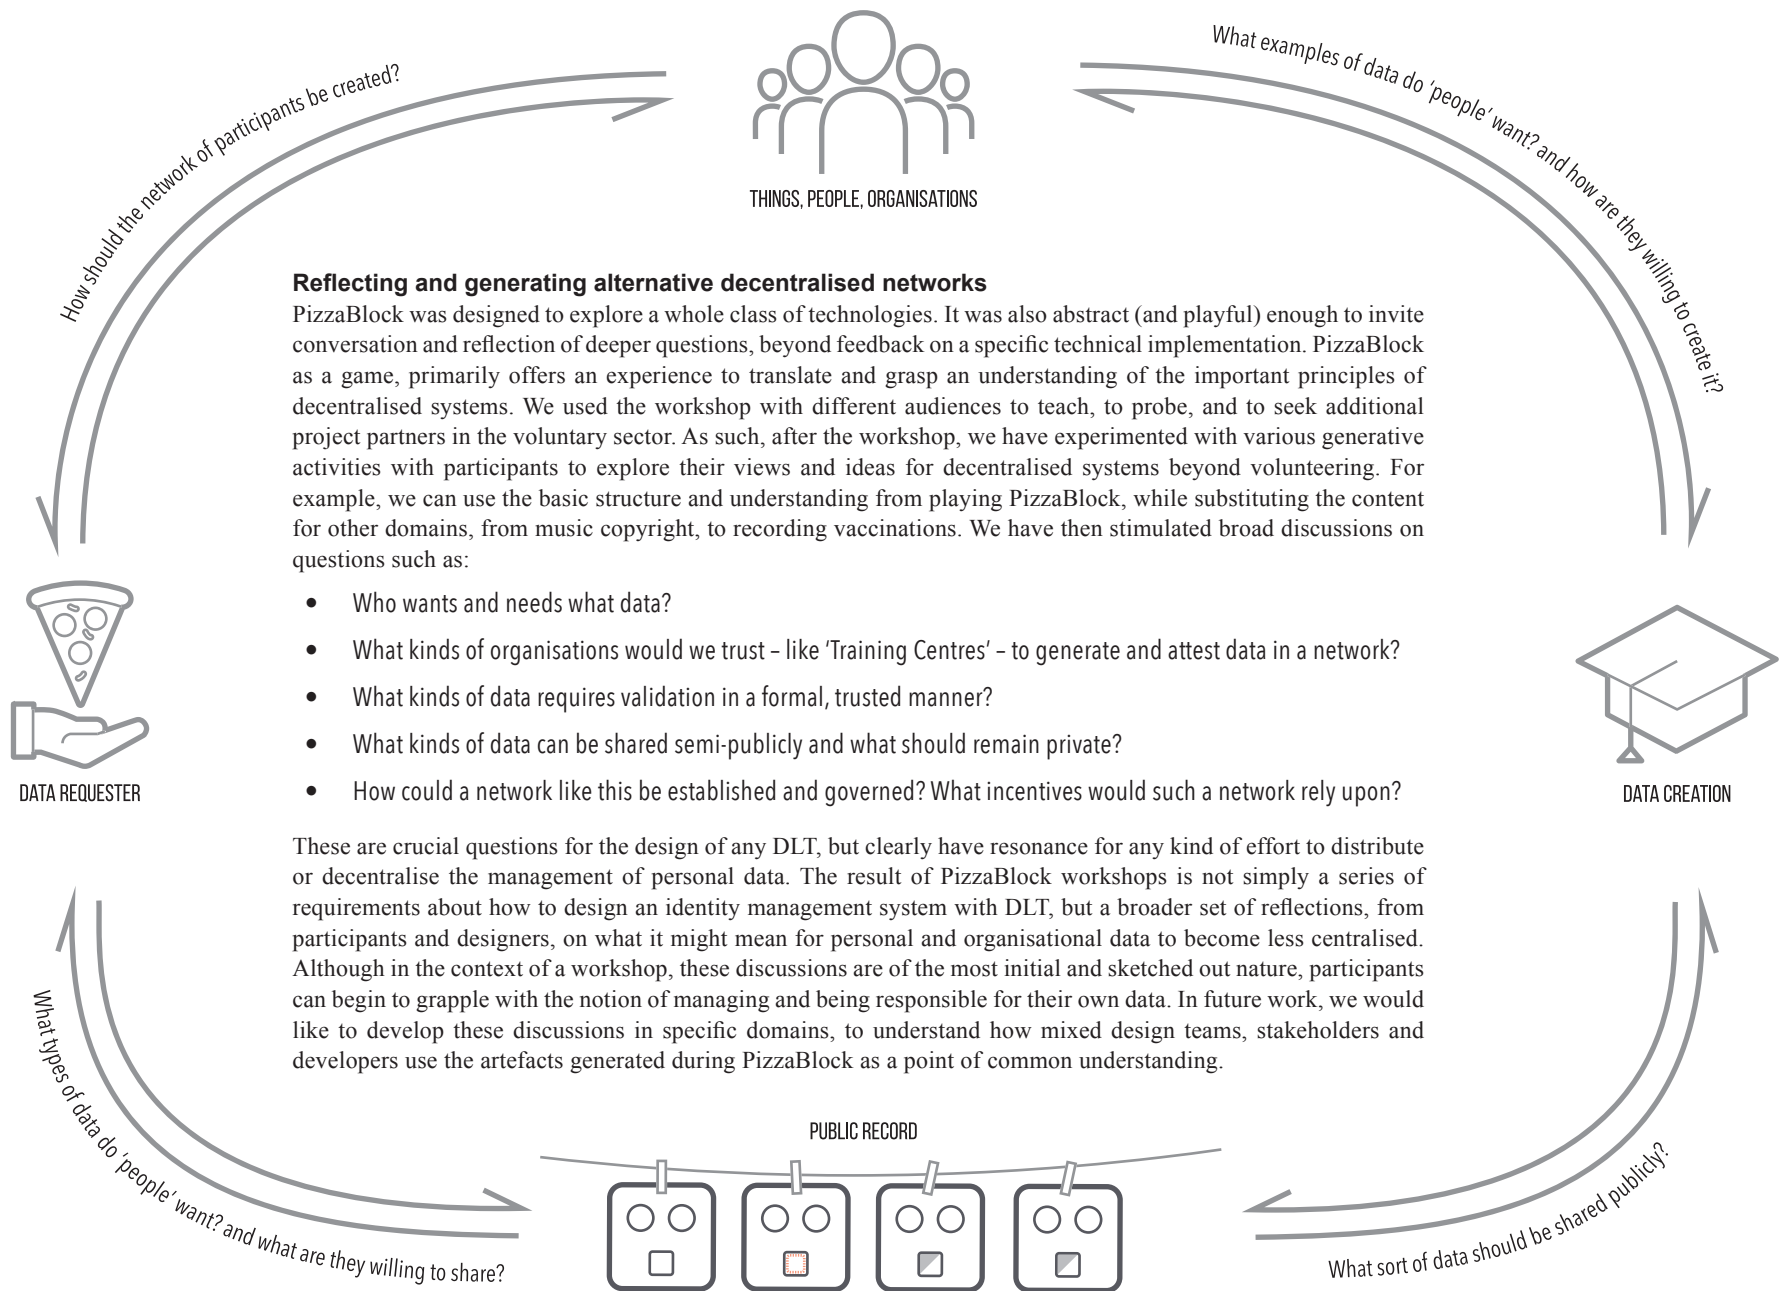 How should the network of participants be created?
What examples of data do 'people' want? and how are they willing to create it?
THINGS, PEOPLE, ORGANISATIONS
Reflecting and generating alternative decentralised networks
PizzaBlock was designed to explore a whole class of technologies. It was also abstract (and playful) enough to invite
conversation and reflection of deeper questions, beyond feedback on a specific technical implementation. PizzaBlock
as a game, primarily offers an experience to translate and grasp an understanding of the important principles of
decentralised systems. We used the workshop with different audiences to teach, to probe, and to seek additional
project partners in the voluntary sector. As such, after the workshop, we have experimented with various generative
activities with participants to explore their views and ideas for decentralised systems beyond volunteering. For
example, we can use the basic structure and understanding from playing PizzaBlock, while substituting the content
for other domains, from music copyright, to recording vaccinations. We have then stimulated broad discussions on
questions such as:
• Who wants and needs what data?
• What kinds of organisations would we trust – like 'Training Centres' – to generate and attest data in a network?
• What kinds of data requires validation in a formal, trusted manner?
• What kinds of data can be shared semi-publicly and what should remain private?
• How could a network like this be established and governed? What incentives would such a network rely upon?
DATA REQUESTER
DATA CREATION
These are crucial questions for the design of any DLT, but clearly have resonance for any kind of effort to distribute
or decentralise the management of personal data. The result of PizzaBlock workshops is not simply a series of
requirements about how to design an identity management system with DLT, but a broader set of reflections, from
participants and designers, on what it might mean for personal and organisational data to become less centralised.
Although in the context of a workshop, these discussions are of the most initial and sketched out nature, participants
can begin to grapple with the notion of managing and being responsible for their own data. In future work, we would
like to develop these discussions in specific domains, to understand how mixed design teams, stakeholders and
developers use the artefacts generated during PizzaBlock as a point of common understanding.
What types of data do 'people' want? and what are they willing to share?
PUBLIC RECORD
What sort of data should be shared publicly?